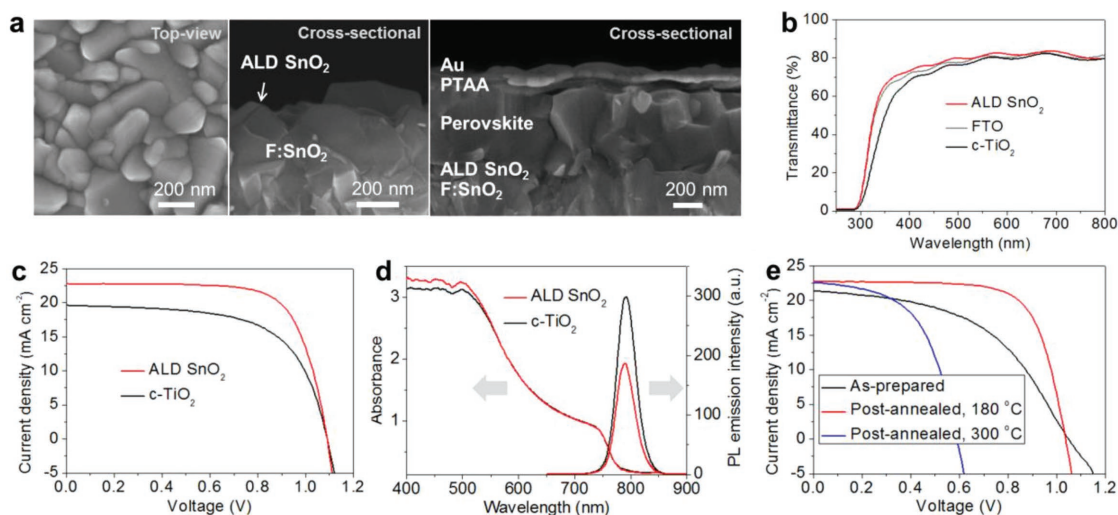 a
Top-view
200 nm
Cross-sectional
ALD SnO₂
F:SnO₂
200 nm
Cross-sectional
Au
PTAA
Perovskite
ALD SnO₂
F:SnO₂
200 nm
b
Transmittance (%)
100
80
60
40
20
0
ALD SnO₂
FTO
c-TiO₂
300 400 500 600 700 800
Wavelength (nm)
c
Current density (mA cm⁻²)
25
20
15
10
5
0
-5
ALD SnO₂
c-TiO₂
0.0 0.2 0.4 0.6 0.8 1.0 1.2
Voltage (V)
d
Absorbance
3
2
1
ALD SnO₂
c-TiO₂
PL emission intensity (a.u.)
300
200
100
0
400 500 600 700 800 900
Wavelength (nm)
e
Current density (mA cm⁻²)
25
20
15
10
5
0
-5
As-prepared
Post-annealed, 180 °C
Post-annealed, 300 °C
0.0 0.2 0.4 0.6 0.8 1.0 1.2
Voltage (V)